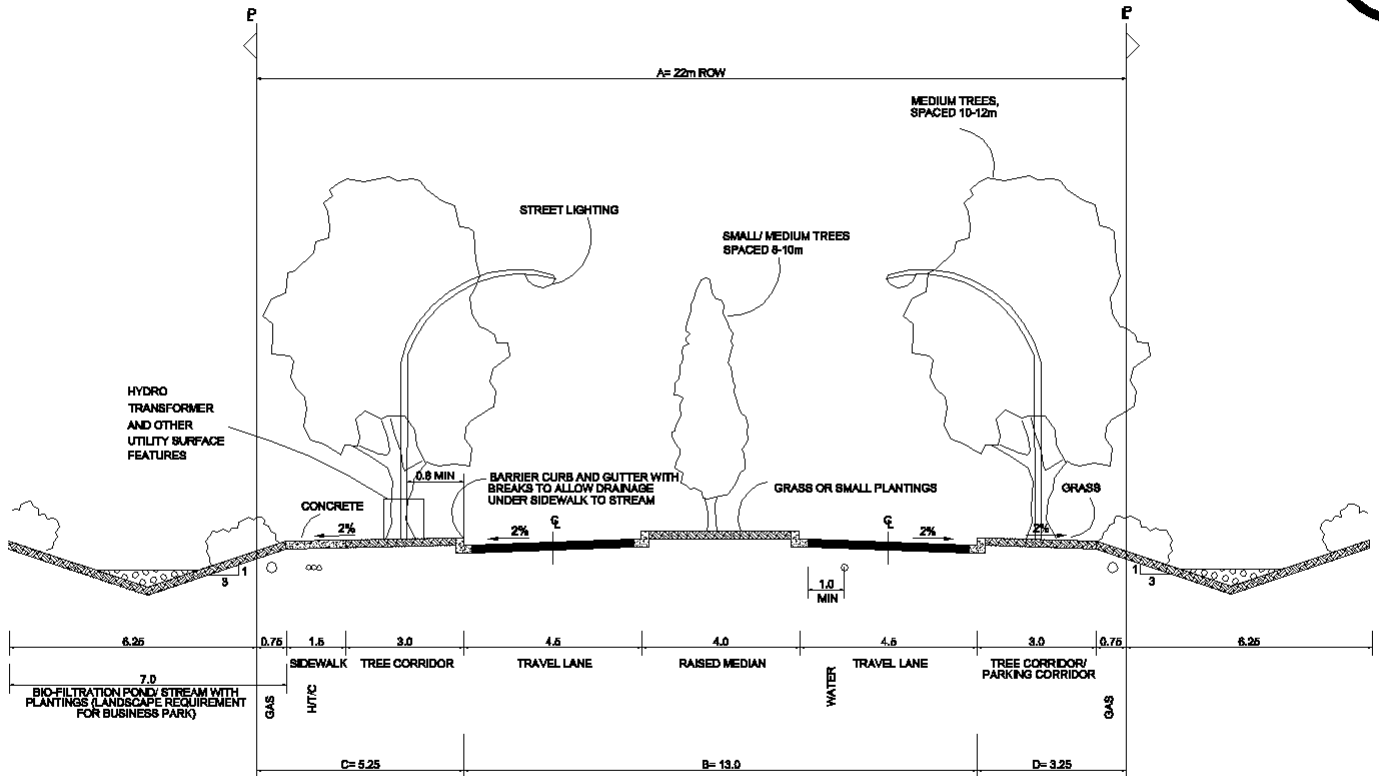 P
P
A= 22m ROW
MEDIUM TREES,
SPACED 10-12m
STREET LIGHTING
SMALL/ MEDIUM TREES
SPACED 8-10m
HYDRO
TRANSFORMER
AND OTHER
UTILITY SURFACE
FEATURES
0.8 MIN
BARRIER CURB AND GUTTER WITH
BREAKS TO ALLOW DRAINAGE
UNDER SIDEWALK TO STREAM
GRASS OR SMALL PLANTINGS
GRASS
CONCRETE
2%
2%
CL
CL
2%
2%
1
3
1.0
MIN
1
3
6.25
0.75
1.5
3.0
4.5
4.0
4.5
3.0
0.75
6.25
SIDEWALK
TREE CORRIDOR
TRAVEL LANE
RAISED MEDIAN
TRAVEL LANE
TREE CORRIDOR/
PARKING CORRIDOR
7.0
BIO-FILTRATION POND/ STREAM WITH
PLANTINGS (LANDSCAPE REQUIREMENT
FOR BUSINESS PARK)
GAS
H/T/C
WATER
GAS
C= 5.25
B= 13.0
D= 3.25